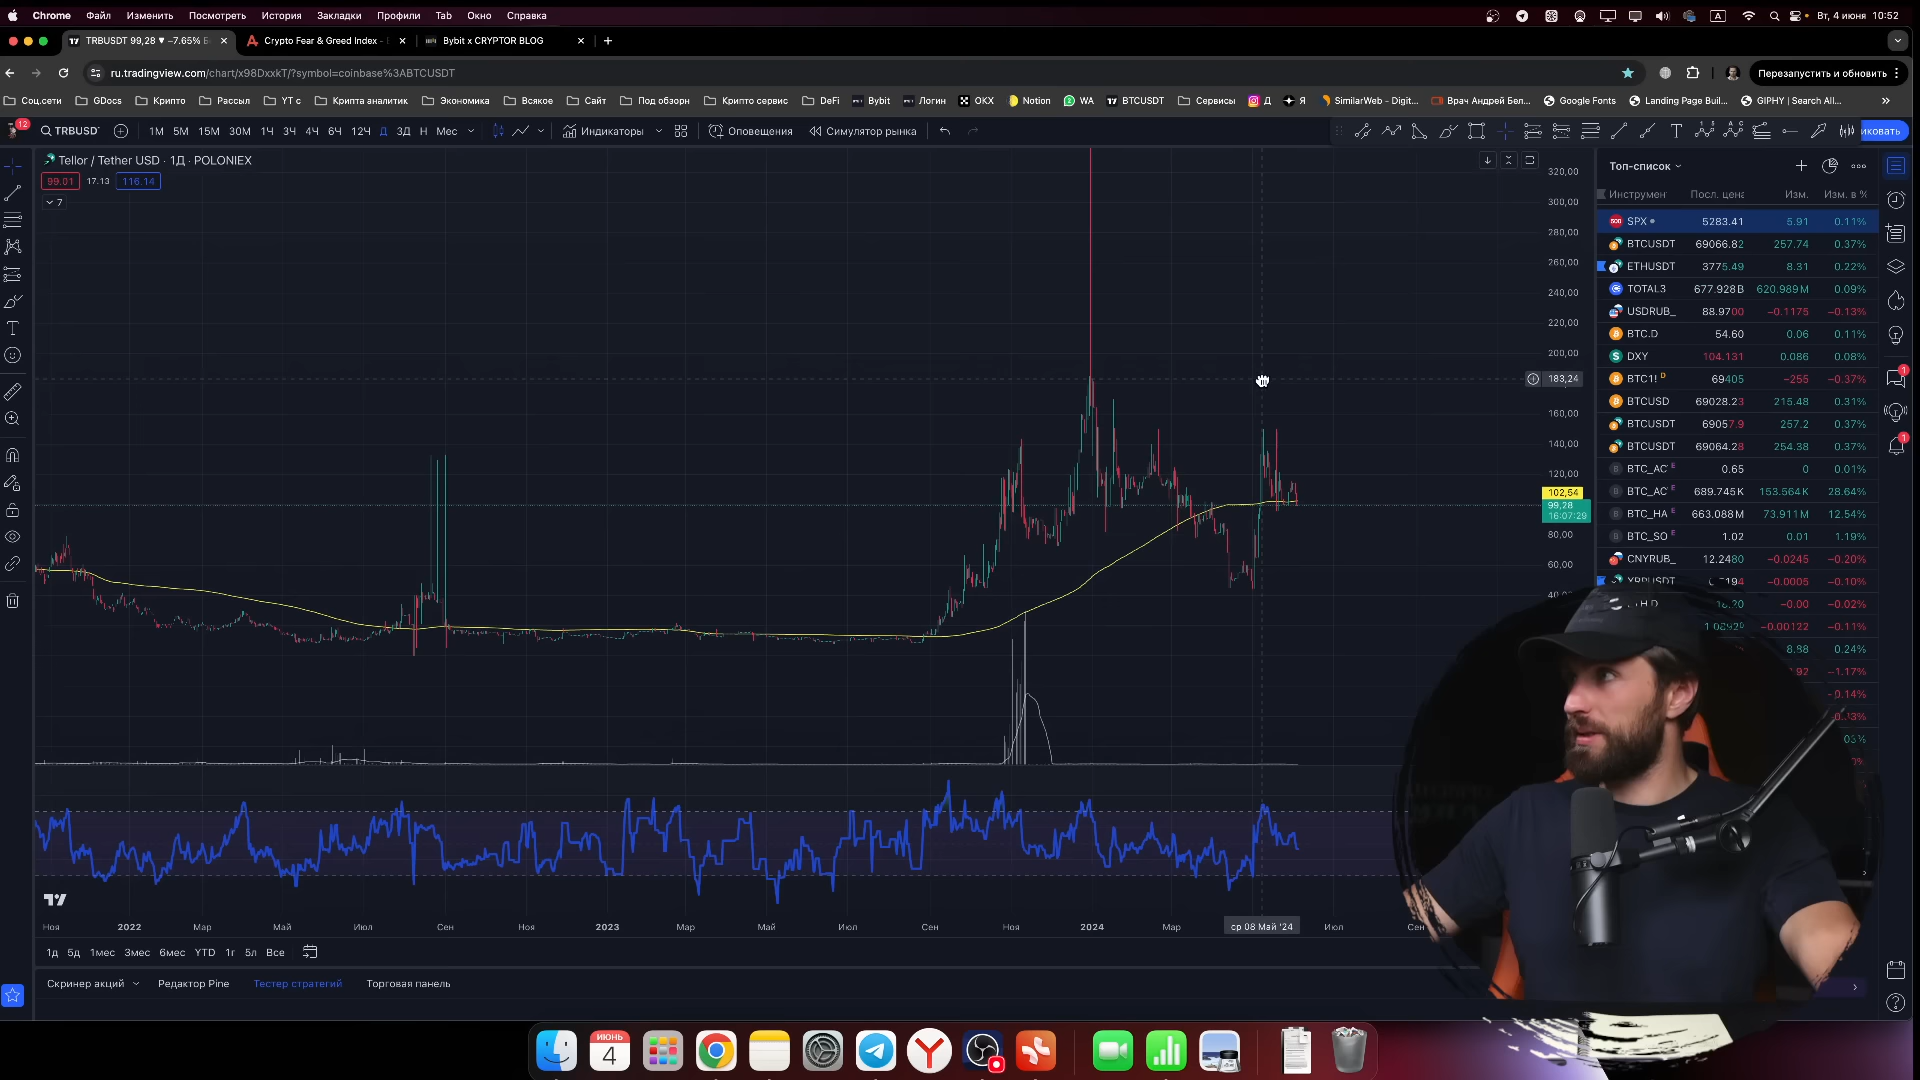 Chrome Файл Изменить Посмотреть История Закладки Профили Tab Окно Справка
A Вт, 4 июня 10:52
TRBUSDT 99,28 ▼ −7.65% Crypto Fear & Greed Index - Bybit x CRYPTOR BLOG
ru.tradingview.com/chart/x98DxxkT/?symbol=coinbase%3ABTCUSDT Перезапустить и обновить
Соц.сети GDocs Крипто Рассыл YT с Крипта аналитик Экономика Всякое Сайт Под обзорн Крипто сервис DeFi Bybit Логин OKX Notion WA BTCUSDT Сервисы Д Я SimilarWeb - Digit... Врач Андрей Бел... Google Fonts Landing Page Buil... GIPHY | Search All...
12
TRBUSD 1М 5М 15М 30М 1Ч 3Ч 4Ч 6Ч 12Ч Д 3Д Н Мес Индикаторы Оповещения Симулятор рынка иковать
Tellor / Tether USD · 1Д · POLONIEX
99.01 17.13 116.14
7
320,00
300,00
280,00
260,00
240,00
220,00
200,00
183,24
160,00
140,00
120,00
102,54
99,28
16:07:29
80,00
60,00
Топ-список
Инструмен Посл. цена Изм. Изм. в %
SPX 5283.41 5.91 0.11%
BTCUSDT 69066.82 257.74 0.37%
ETHUSDT 3775.49 8.31 0.22%
TOTAL3 677.928B 620.989M 0.09%
USDRUB_ 88.9700 −0.1175 −0.13%
BTC.D 54.60 0.06 0.11%
DXY 104.131 0.086 0.08%
BTC1! D 69405 −255 −0.37%
BTCUSD 69028.23 215.48 0.31%
BTCUSDT 69057.9 257.2 0.37%
BTCUSDT 69064.28 254.38 0.37%
BTC_AC E 0.65 0 0.01%
BTC_AC E 689.745K 153.564K 28.64%
BTC_HA E 663.088M 73.911M 12.54%
BTC_SO E 1.02 0.01 1.19%
CNYRUB_ 12.2480 −0.0245 −0.20%
XRPUSDT −0.0005 −0.10%
18.20 −0.00 −0.02%
−0.00122 −0.11%
8.88 0.24%
−1.17%
1
1
Ноя 2022 Мар Май Июл Сен Ноя 2023 Мар Май Июл Сен Ноя 2024 Мар ср 08 Май '24 Июл Сен
1д 5д 1мес 3мес 6мес YTD 1г 5л Все
Скринер акций Редактор Pine Тестер стратегий Торговая панель
ИЮНЬ
4